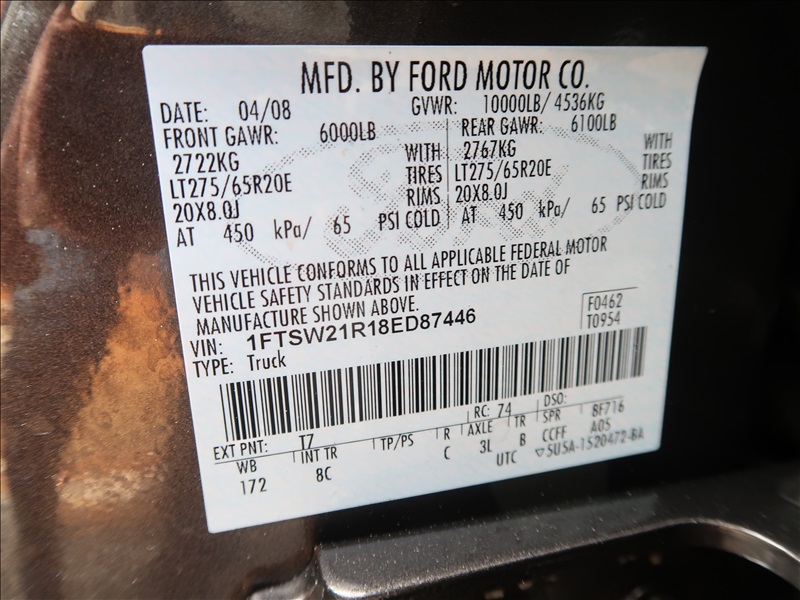 MFD. BY FORD MOTOR CO.
DATE: 04/08 GVWR: 10000LB/ 4536KG
FRONT GAWR: 6000LB REAR GAWR: 6100LB
2722KG WITH 2767KG WITH
LT275/65R20E TIRES LT275/65R20E TIRES
20X8.0J RIMS 20X8.0J RIMS
AT 450 kPa/ 65 PSI COLD AT 450 kPa/ 65 PSI COLD
THIS VEHICLE CONFORMS TO ALL APPLICABLE FEDERAL MOTOR
VEHICLE SAFETY STANDARDS IN EFFECT ON THE DATE OF
MANUFACTURE SHOWN ABOVE.
VIN: 1FTSW21R18ED87446 F0462
TYPE: Truck T0954
EXT PNT: T7 RC: 74 DSO:
WB INT TR TP/PS R AXLE TR SPR 8F716
172 8C C 3L B CCFF A05
UTC ▽5U5A-1520472-BA